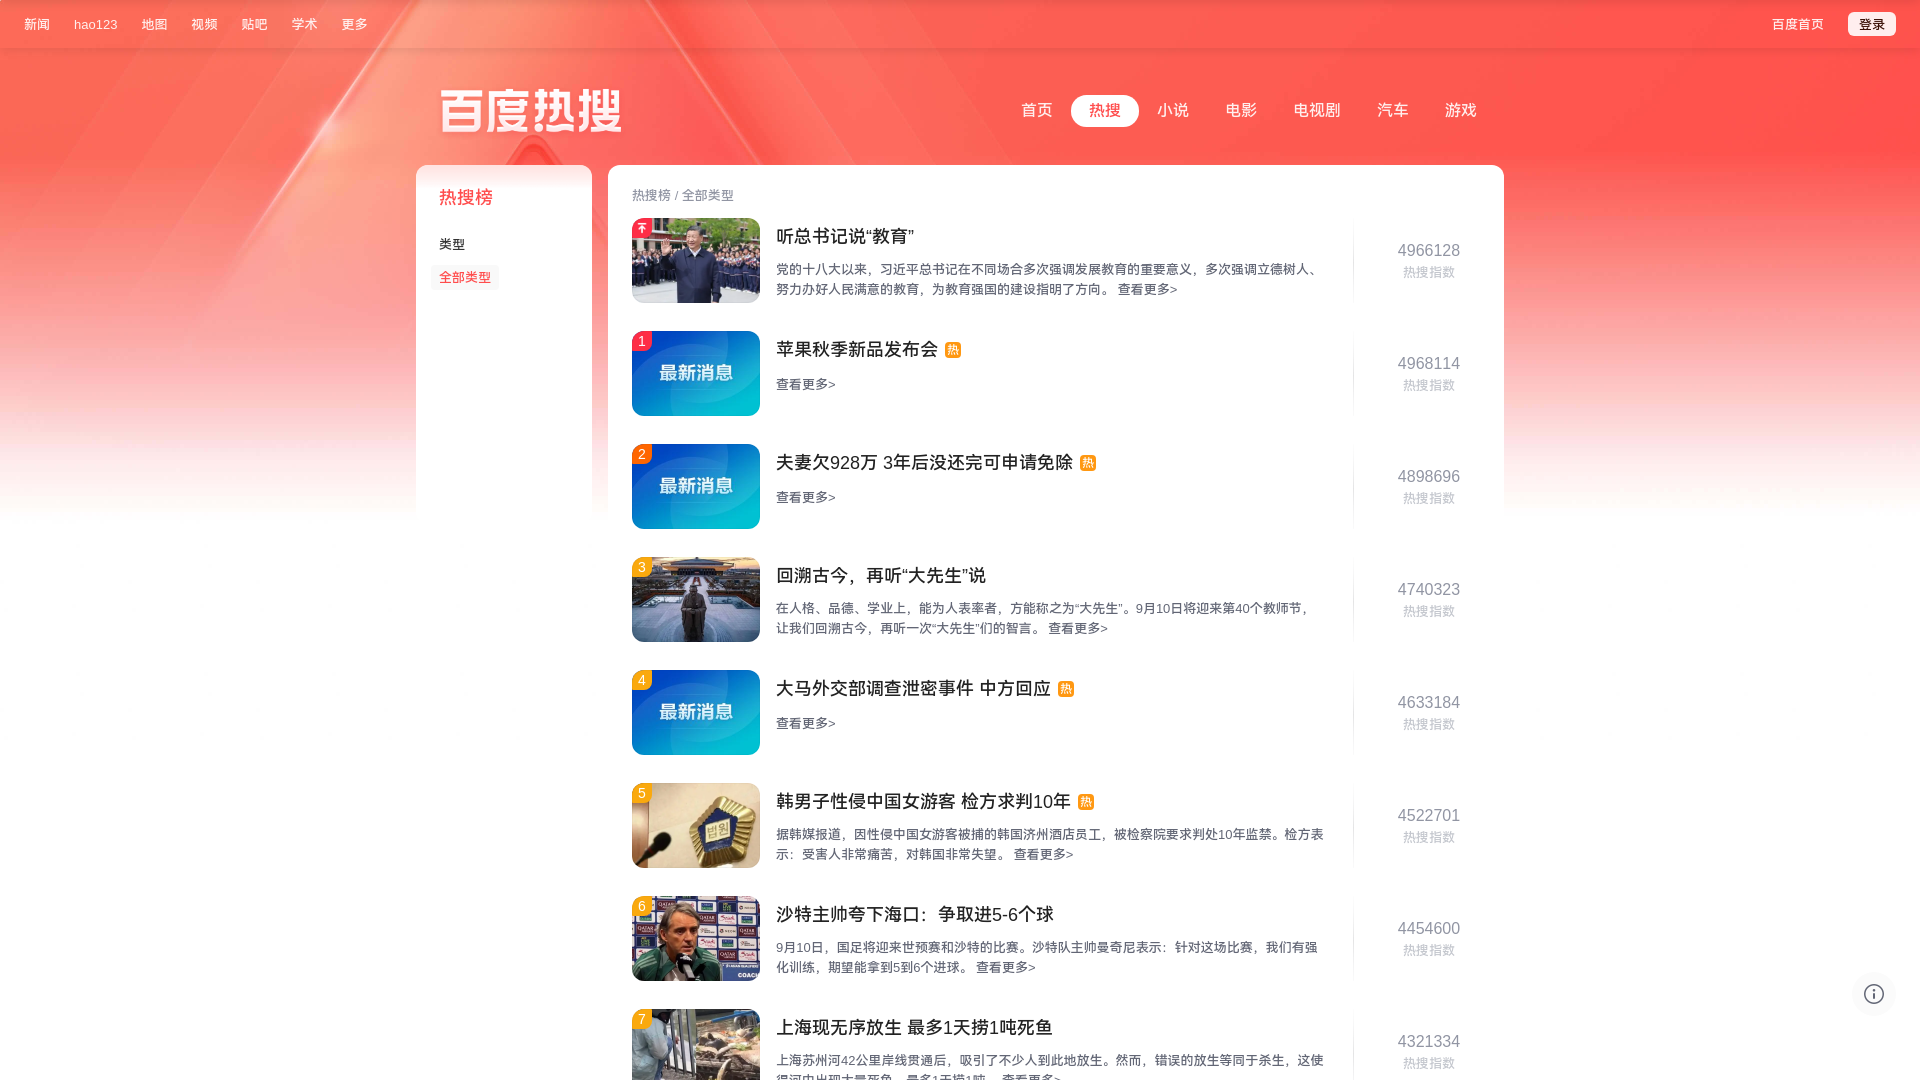 新闻 hao123 地图 视频 贴吧 学术 更多 百度首页 登录
百度热搜
首页 热搜 小说 电影 电视剧 汽车 游戏
热搜榜
类型
全部类型
热搜榜 / 全部类型
听总书记说“教育”
党的十八大以来，习近平总书记在不同场合多次强调发展教育的重要意义，多次强调立德树人、
努力办好人民满意的教育，为教育强国的建设指明了方向。 查看更多>
4966128
热搜指数
1
最新消息
苹果秋季新品发布会 热
查看更多>
4968114
热搜指数
2
最新消息
夫妻欠928万 3年后没还完可申请免除 热
查看更多>
4898696
热搜指数
3
回溯古今，再听“大先生”说
在人格、品德、学业上，能为人表率者，方能称之为“大先生”。9月10日将迎来第40个教师节，
让我们回溯古今，再听一次“大先生”们的智言。 查看更多>
4740323
热搜指数
4
最新消息
大马外交部调查泄密事件 中方回应 热
查看更多>
4633184
热搜指数
5
법원
韩男子性侵中国女游客 检方求判10年 热
据韩媒报道，因性侵中国女游客被捕的韩国济州酒店员工，被检察院要求判处10年监禁。检方表
示：受害人非常痛苦，对韩国非常失望。 查看更多>
4522701
热搜指数
6
沙特主帅夸下海口：争取进5-6个球
9月10日，国足将迎来世预赛和沙特的比赛。沙特队主帅曼奇尼表示：针对这场比赛，我们有强
化训练，期望能拿到5到6个进球。 查看更多>
4454600
热搜指数
7
上海现无序放生 最多1天捞1吨死鱼
上海苏州河42公里岸线贯通后，吸引了不少人到此地放生。然而，错误的放生等同于杀生，这使
得河中出现大量死鱼，最多1天捞1吨。 查看更多>
4321334
热搜指数